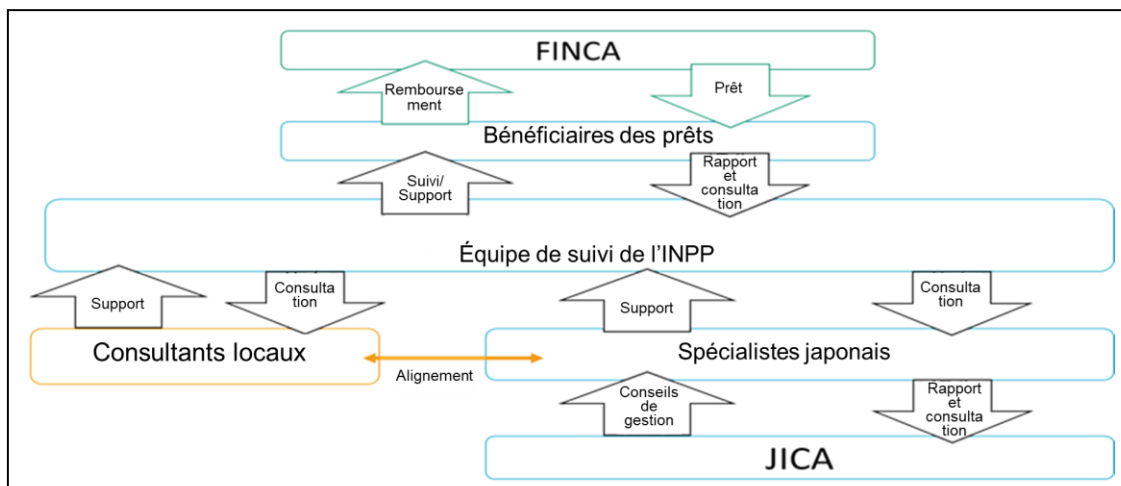 FINCA
Rembourse
ment
Prêt
Bénéficiaires des prêts
Suivi/
Support
Rapport
et
consulta
tion
Équipe de suivi de l'INPP
Support
Consulta
tion
Support
Consulta
tion
Consultants locaux
Alignement
Spécialistes japonais
Conseils
de
gestion
Rapport
et
consulta
tion
JICA